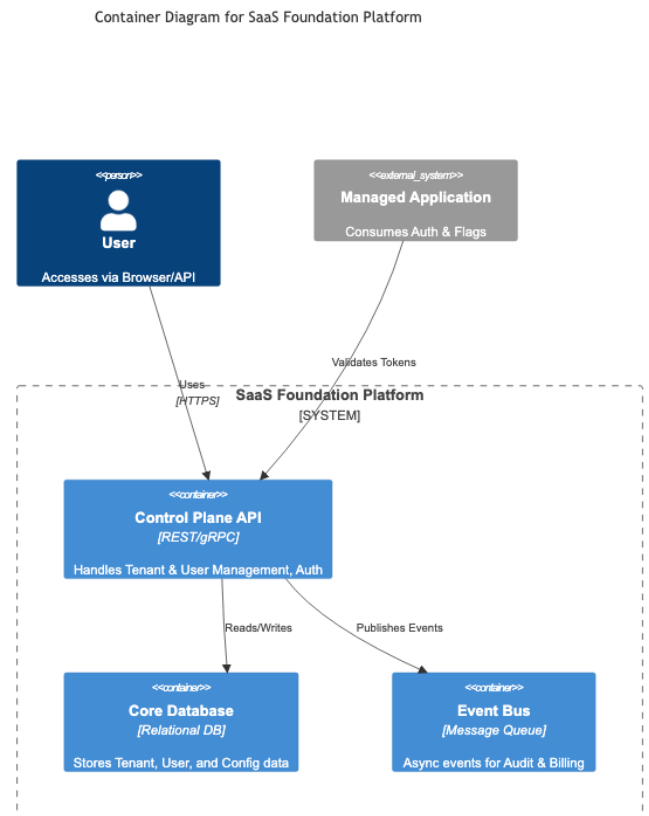 Container Diagram for SaaS Foundation Platform
<<person>>
User
Accesses via Browser/API
<<external_system>>
Managed Application
Consumes Auth & Flags
Validates Tokens
Uses
[HTTPS]
SaaS Foundation Platform
[SYSTEM]
<<container>>
Control Plane API
[REST/gRPC]
Handles Tenant & User Management, Auth
Reads/Writes
Publishes Events
<<container>>
Core Database
[Relational DB]
Stores Tenant, User, and Config data
<<container>>
Event Bus
[Message Queue]
Async events for Audit & Billing